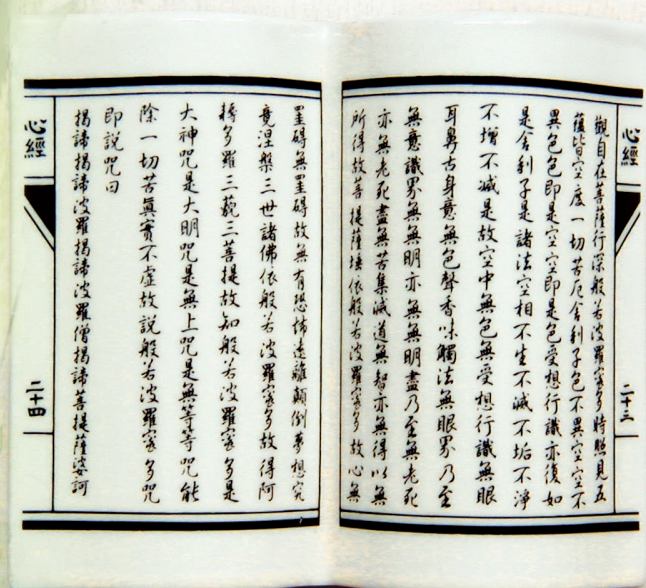 心經
二十三
觀自在菩薩行深般若波羅蜜多時照見五
蘊皆空度一切苦厄舍利子色不異空空不
異色色即是空空即是色受想行識亦復如
是舍利子是諸法空相不生不滅不垢不淨
不增不減是故空中無色無受想行識無眼
耳鼻舌身意無色聲香味觸法無眼界乃至
無意識界無無明亦無無明盡乃至無老死
亦無老死盡無苦集滅道無智亦無得以無
所得故菩提薩埵依般若波羅蜜多故心無
罣礙無罣礙故無有恐怖遠離顛倒夢想究
竟涅槃三世諸佛依般若波羅蜜多故得阿
耨多羅三藐三菩提故知般若波羅蜜多是
大神咒是大明咒是無上咒是無等等咒能
除一切苦真實不虛故說般若波羅蜜多咒
即說咒曰
揭諦揭諦波羅揭諦波羅僧揭諦菩提薩婆訶
心經
二十四